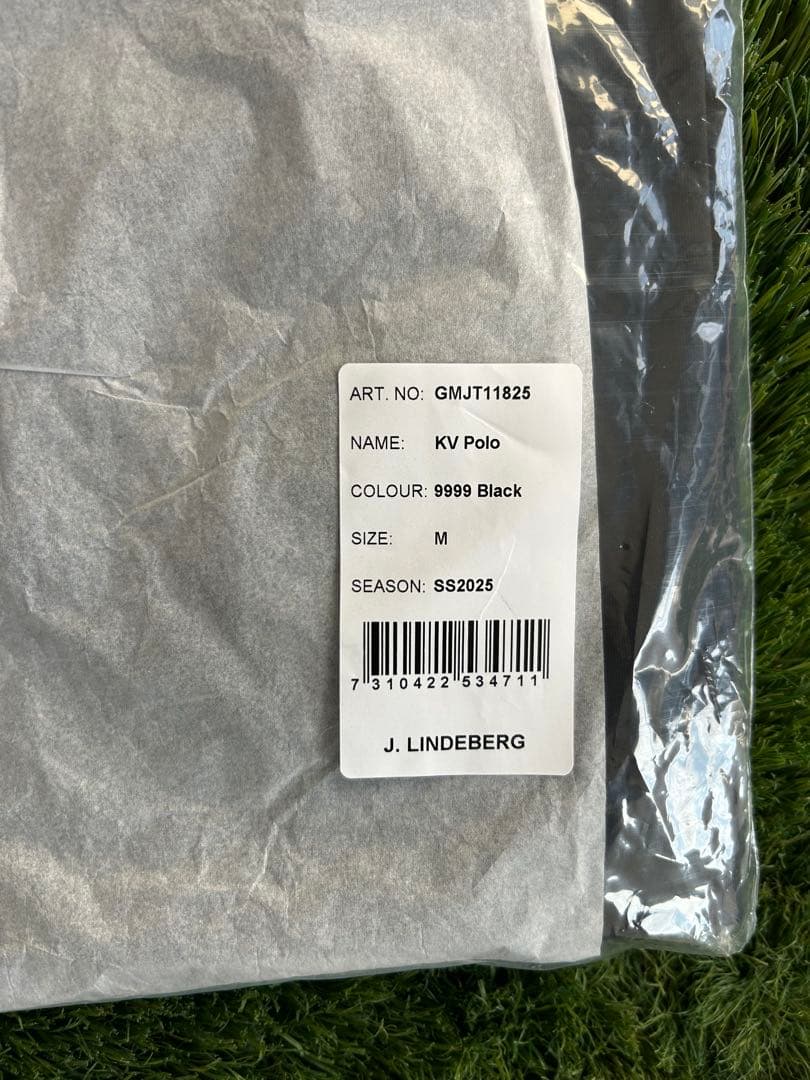 ART. NO: GMJT11825
NAME: KV Polo
COLOUR: 9999 Black
SIZE: M
SEASON: SS2025
7 310422 534711
J. LINDEBERG